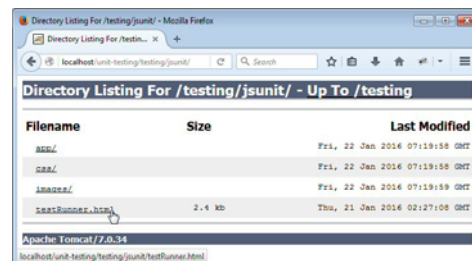 Directory Listing For /testing/jsunit/ - Mozilla Firefox
Directory Listing For /testin... × +
localhost/unit-testing/testing/jsunit/ Search
Directory Listing For /testing/jsunit/ - Up To /testing
Filename Size Last Modified
app/ Fri, 22 Jan 2016 07:19:58 GMT
css/ Fri, 22 Jan 2016 07:19:58 GMT
images/ Fri, 22 Jan 2016 07:19:59 GMT
testRunner.html 2.4 kb Thu, 21 Jan 2016 02:27:08 GMT
Apache Tomcat/7.0.34
localhost/unit-testing/testing/jsunit/testRunner.html